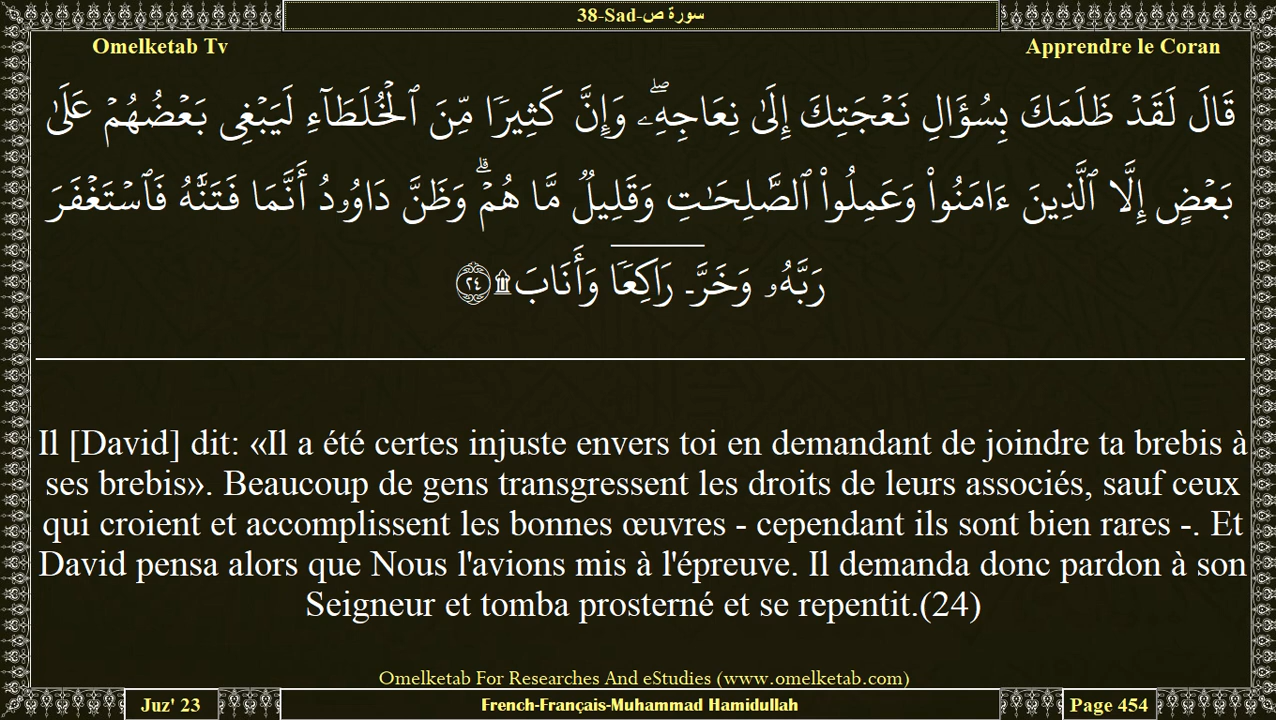 38-Sad-سورة ص
Omelketab Tv
Apprendre le Coran
قَالَ لَقَدۡ ظَلَمَكَ بِسُؤَالِ نَعۡجَتِكَ إِلَىٰ نِعَاجِهِۦۖ وَإِنَّ كَثِيرٗا مِّنَ ٱلۡخُلَطَآءِ لَيَبۡغِي بَعۡضُهُمۡ عَلَىٰ
بَعۡضٍ إِلَّا ٱلَّذِينَ ءَامَنُواْ وَعَمِلُواْ ٱلصَّٰلِحَٰتِ وَقَلِيلٞ مَّا هُمۡۗ وَظَنَّ دَاوُۥدُ أَنَّمَا فَتَنَّٰهُ فَٱسۡتَغۡفَرَ
رَبَّهُۥ وَخَرَّۤ رَاكِعٗاۤ وَأَنَابَ۩ ٢٤
Il [David] dit: «Il a été certes injuste envers toi en demandant de joindre ta brebis à
ses brebis». Beaucoup de gens transgressent les droits de leurs associés, sauf ceux
qui croient et accomplissent les bonnes œuvres - cependant ils sont bien rares -. Et
David pensa alors que Nous l'avions mis à l'épreuve. Il demanda donc pardon à son
Seigneur et tomba prosterné et se repentit.(24)
Omelketab For Researches And eStudies (www.omelketab.com)
Juz' 23
French-Français-Muhammad Hamidullah
Page 454